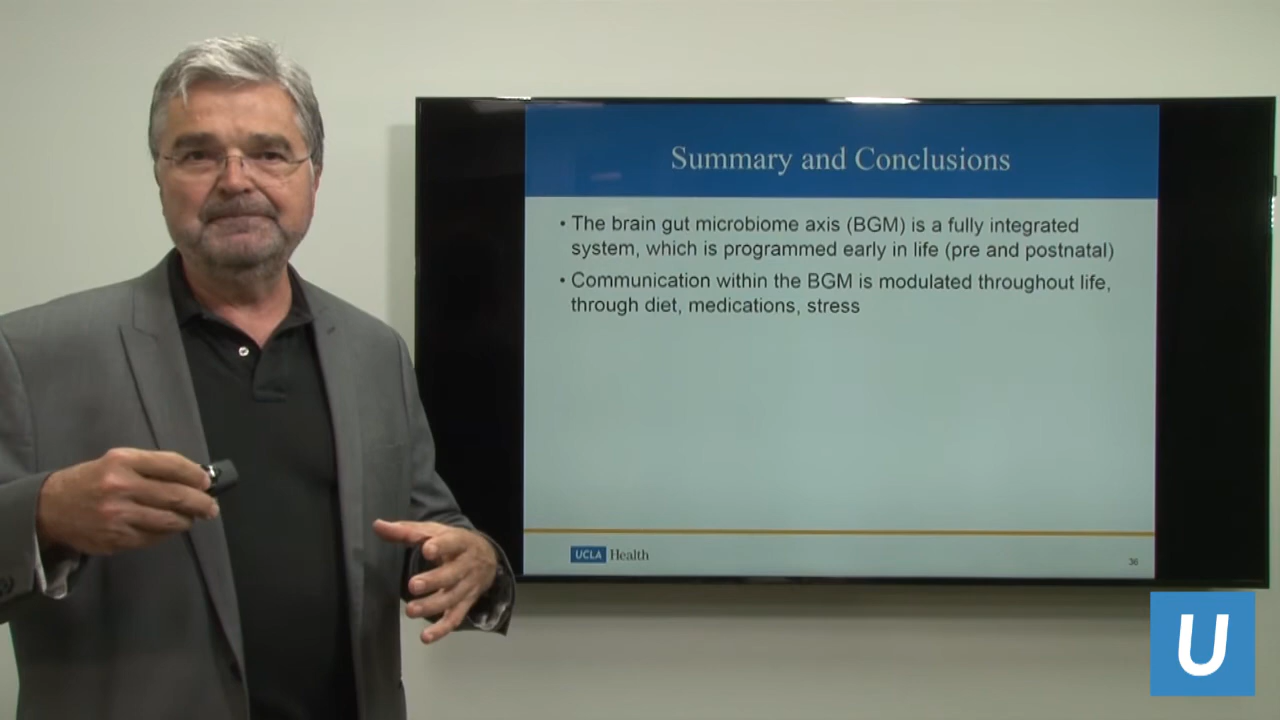 Summary and Conclusions
• The brain gut microbiome axis (BGM) is a fully integrated
system, which is programmed early in life (pre and postnatal)
• Communication within the BGM is modulated throughout life,
through diet, medications, stress
UCLA Health
36
U